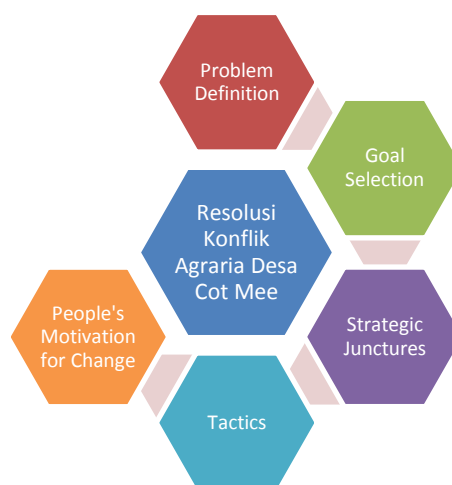 Problem
Definition
Goal
Selection
Resolusi
Konflik
Agraria Desa
Cot Mee
People's
Motivation
for Change
Strategic
Junctures
Tactics